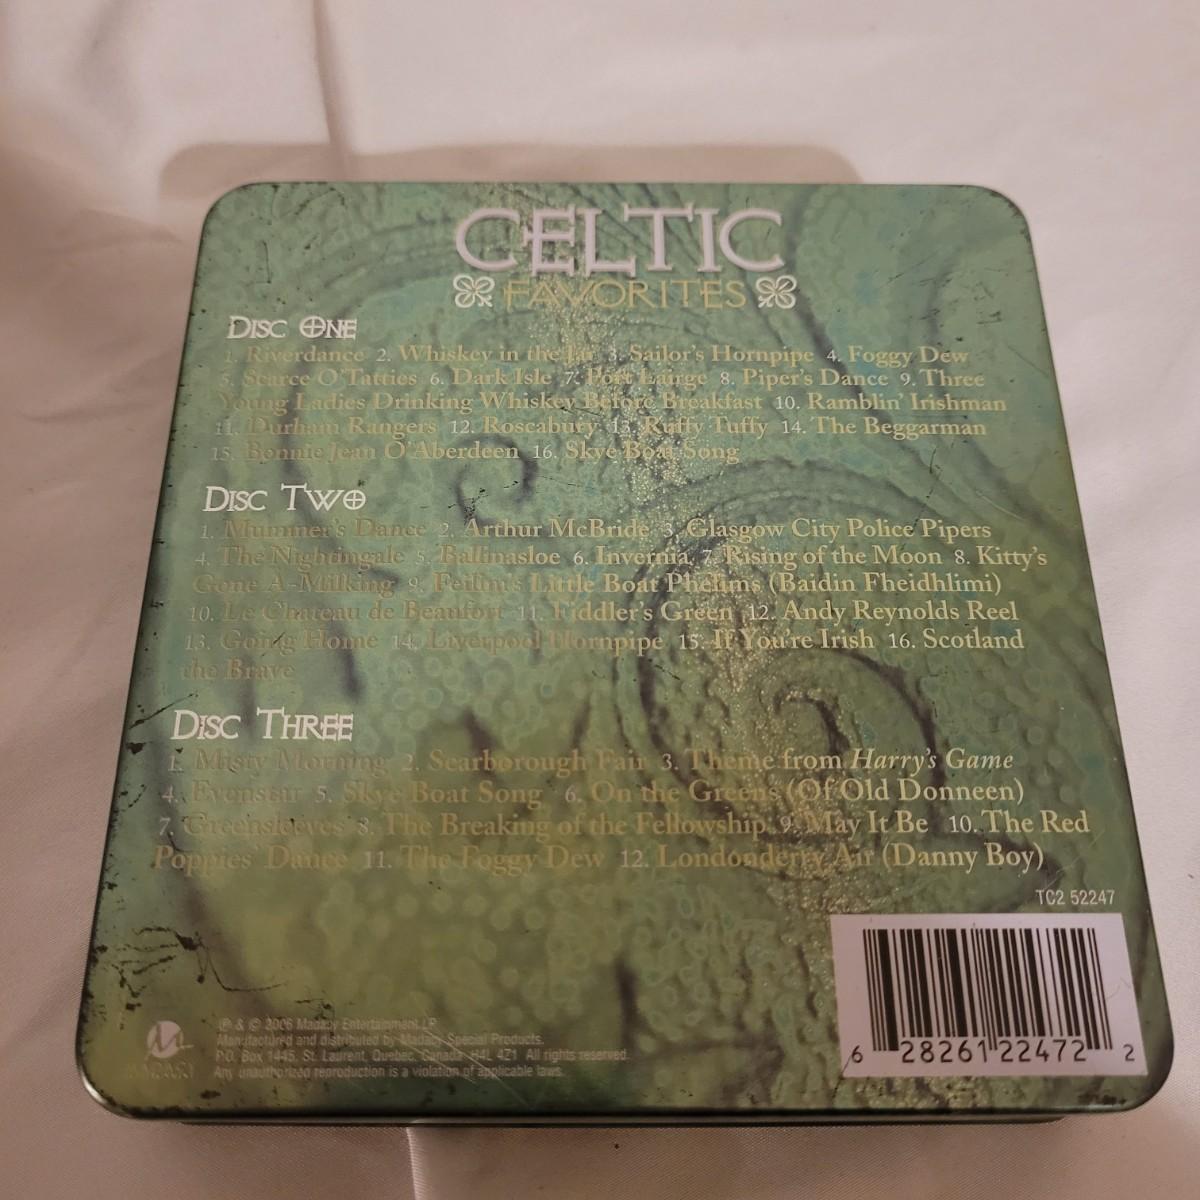 CELTIC
FAVORITES
DISC ONE
1. Riverdance 2. Whiskey in the Jar 3. Sailor's Hornpipe 4. Foggy Dew
5. Scarce O'Tatties 6. Dark Isle 7. Port Lairge 8. Piper's Dance 9. Three
Young Ladies Drinking Whiskey Before Breakfast 10. Ramblin' Irishman
11. Durham Rangers 12. Roscabury 13. Ruffy Tuffy 14. The Beggarman
15. Bonnie Jean O'Aberdeen 16. Skye Boat Song
DISC TWO
1. Mummer's Dance 2. Arthur McBride 3. Glasgow City Police Pipers
4. The Nightingale 5. Ballinasloe 6. Invernia 7. Rising of the Moon 8. Kitty's
Gone A-Milking 9. Feilini's Little Boat Phelims (Baidin Fheidhlimi)
10. Le Chateau de Beaufort 11. Fiddler's Green 12. Andy Reynolds Reel
13. Going Home 14. Liverpool Hornpipe 15. If You're Irish 16. Scotland
the Brave
DISC THREE
1. Misty Morning 2. Scarborough Fair 3. Theme from Harry's Game
4. Evenstar 5. Skye Boat Song 6. On the Greens (Of Old Donneen)
7. Greensleeves 8. The Breaking of the Fellowship 9. May It Be 10. The Red
Poppies' Dance 11. The Foggy Dew 12. Londonderry Air (Danny Boy)
TC2 52247
6 28261 22472 2
℗ & © 2006 Madacy Entertainment LP
Manufactured and distributed by Madacy Special Products.
P.O. Box 1445, St. Laurent, Quebec, Canada H4L 4Z1 All rights reserved.
Any unauthorized reproduction is a violation of applicable laws.
MADACY